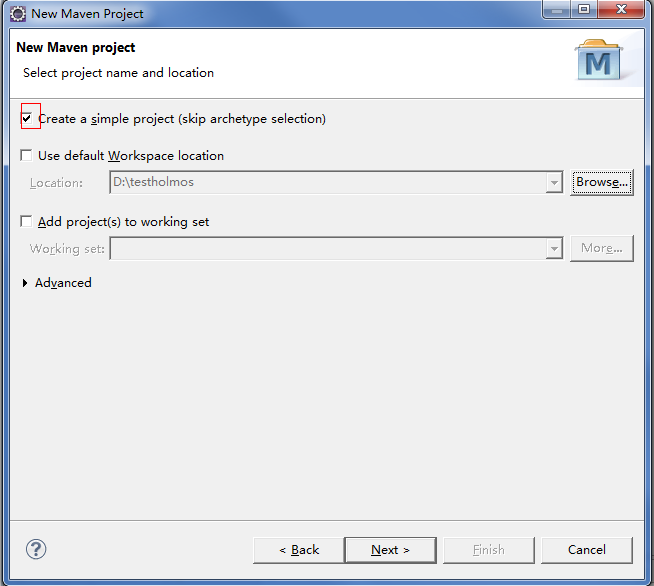 New Maven Project
New Maven project
Select project name and location
M
Create a simple project (skip archetype selection)
Use default Workspace location
Location: D:\testholmos Browse...
Add project(s) to working set
Working set: More...
Advanced
? < Back Next > Finish Cancel